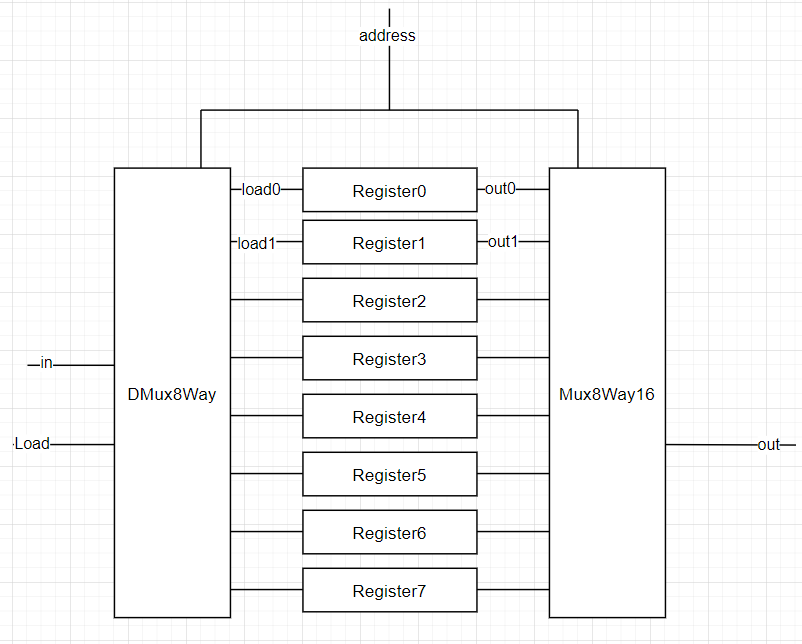 address
load0
Register0
out0
load1
Register1
out1
Register2
Register3
in
DMux8Way
Mux8Way16
Register4
Load
out
Register5
Register6
Register7